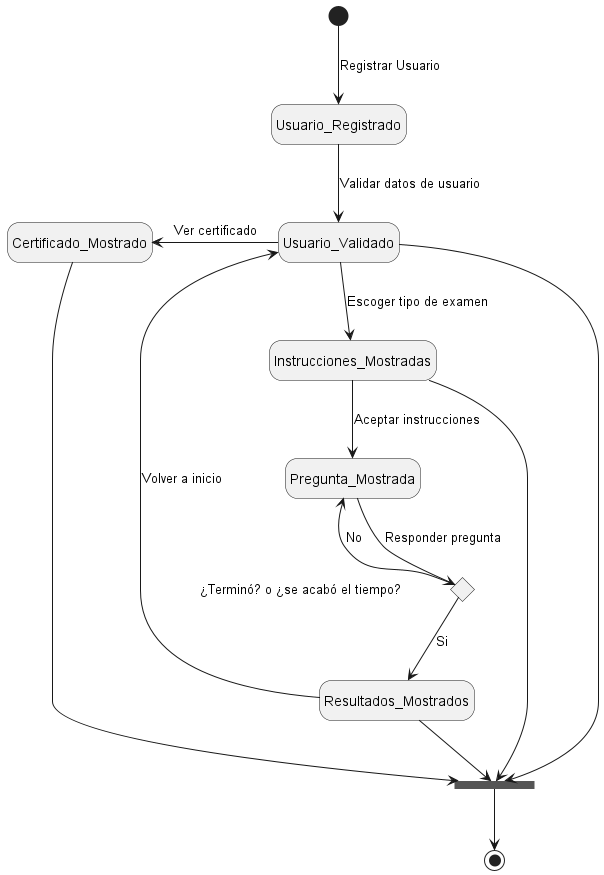 Registrar Usuario
Usuario_Registrado
Validar datos de usuario
Ver certificado
Certificado_Mostrado
Usuario_Validado
Escoger tipo de examen
Instrucciones_Mostradas
Aceptar instrucciones
Pregunta_Mostrada
Volver a inicio
No
Responder pregunta
¿Terminó? o ¿se acabó el tiempo?
Si
Resultados_Mostrados